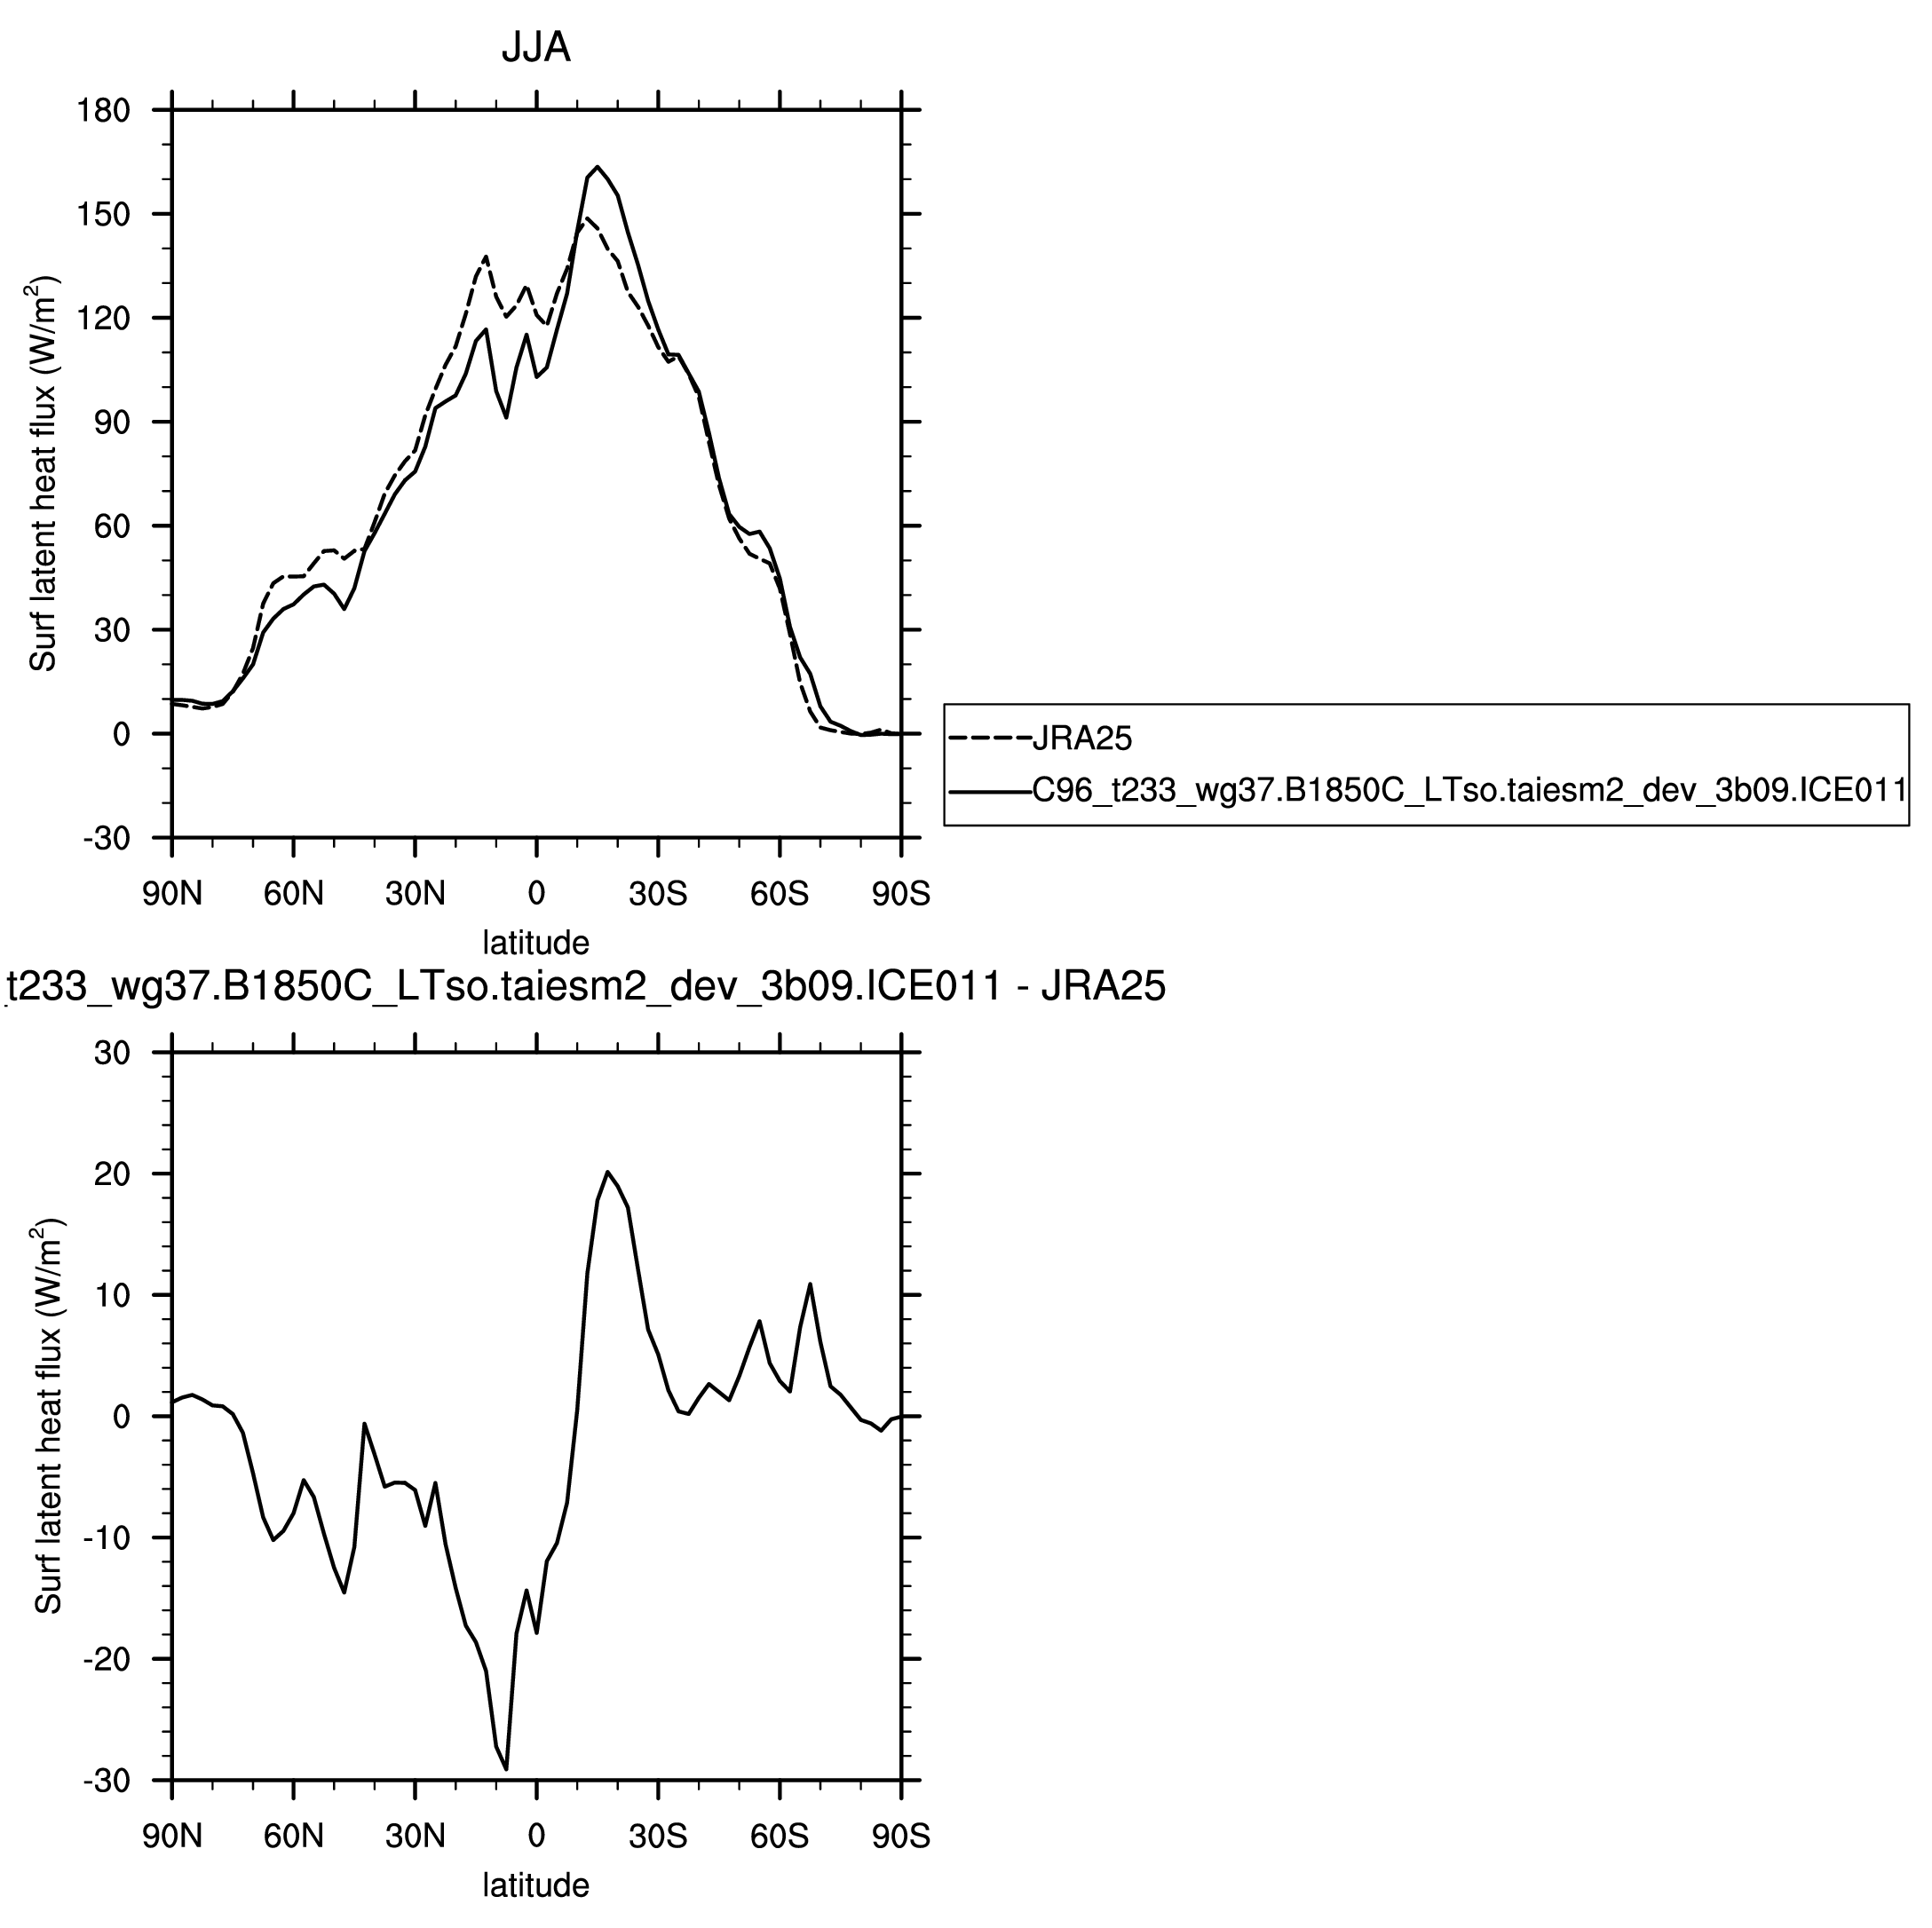 JJA
180
150
120
90
60
30
0
-30
Surf latent heat flux (W/m²)
90N 60N 30N 0 30S 60S 90S
latitude
JRA25
C96_t233_wg37.B1850C_LTso.taiesm2_dev_3b09.ICE011
t233_wg37.B1850C_LTso.taiesm2_dev_3b09.ICE011 - JRA25
30
20
10
0
-10
-20
-30
Surf latent heat flux (W/m²)
90N 60N 30N 0 30S 60S 90S
latitude